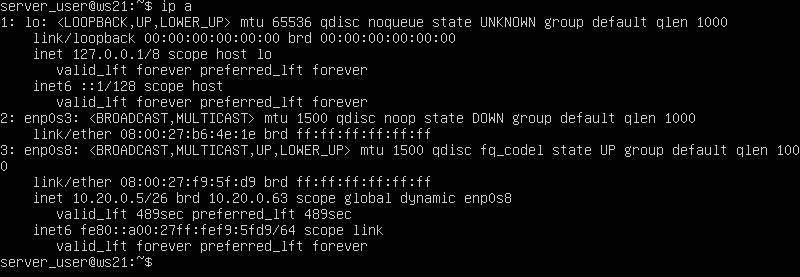 server_user@ws21:~$ ip a
1: lo: <LOOPBACK,UP,LOWER_UP> mtu 65536 qdisc noqueue state UNKNOWN group default qlen 1000
    link/loopback 00:00:00:00:00:00 brd 00:00:00:00:00:00
    inet 127.0.0.1/8 scope host lo
       valid_lft forever preferred_lft forever
    inet6 ::1/128 scope host
       valid_lft forever preferred_lft forever
2: enp0s3: <BROADCAST,MULTICAST> mtu 1500 qdisc noop state DOWN group default qlen 1000
    link/ether 08:00:27:b6:4e:1e brd ff:ff:ff:ff:ff:ff
3: enp0s8: <BROADCAST,MULTICAST,UP,LOWER_UP> mtu 1500 qdisc fq_codel state UP group default qlen 100
0
    link/ether 08:00:27:f9:5f:d9 brd ff:ff:ff:ff:ff:ff
    inet 10.20.0.5/26 brd 10.20.0.63 scope global dynamic enp0s8
       valid_lft 489sec preferred_lft 489sec
    inet6 fe80::a00:27ff:fef9:5fd9/64 scope link
       valid_lft forever preferred_lft forever
server_user@ws21:~$